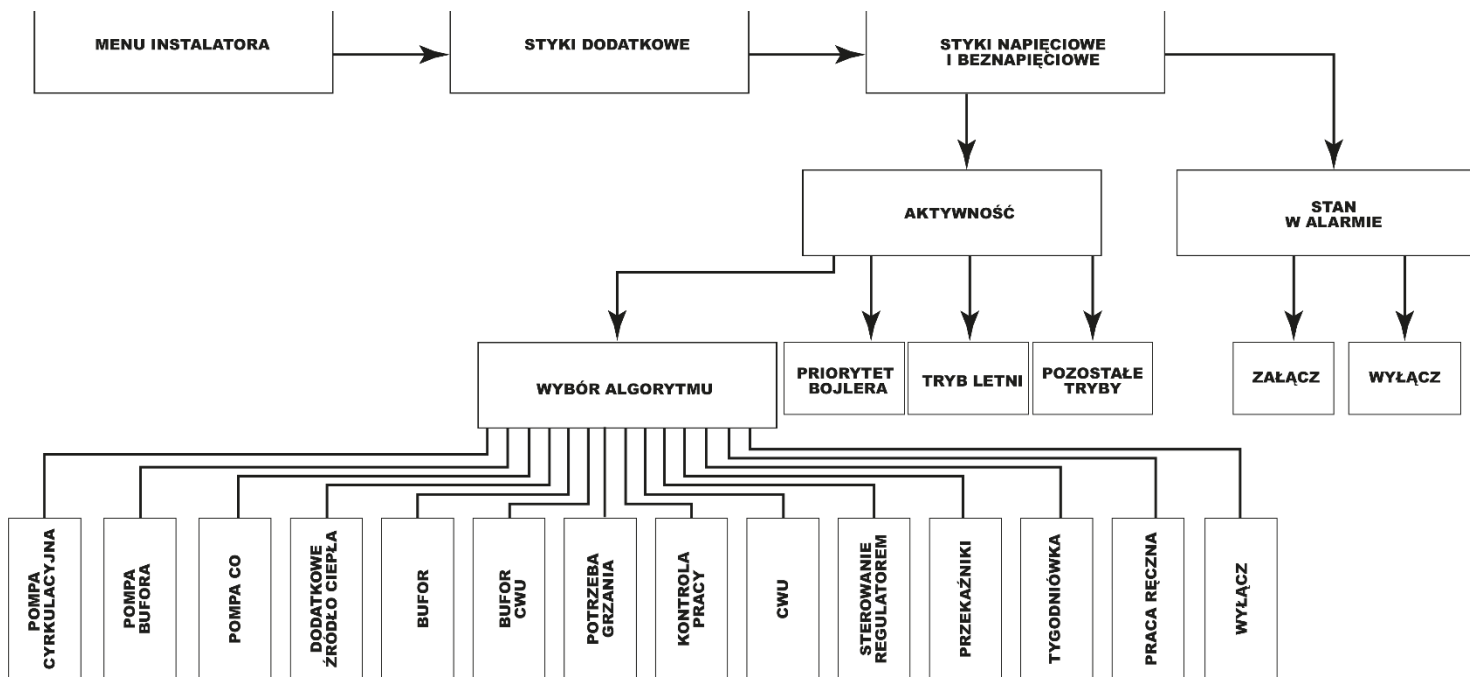 MENU INSTALATORA
STYKI DODATKOWE
STYKI NAPIĘCIOWE
I BEZNAPIĘCIOWE
AKTYWNOŚĆ
STAN
W ALARMIE
WYBÓR ALGORYTMU
PRIORYTET
BOJLERA
TRYB LETNI
POZOSTAŁE
TRYBY
ZAŁĄCZ
WYŁĄCZ
POMPA
CYRKULACYJNA
POMPA
BUFORA
POMPA CO
DODATKOWE
ŹRÓDŁO CIEPŁA
BUFOR
BUFOR
CWU
POTRZEBA
GRZANIA
KONTROLA
PRACY
CWU
STEROWANIE
REGULATOREM
PRZEKAŹNIKI
TYGODNIÓWKA
PRACA RĘCZNA
WYŁĄCZ